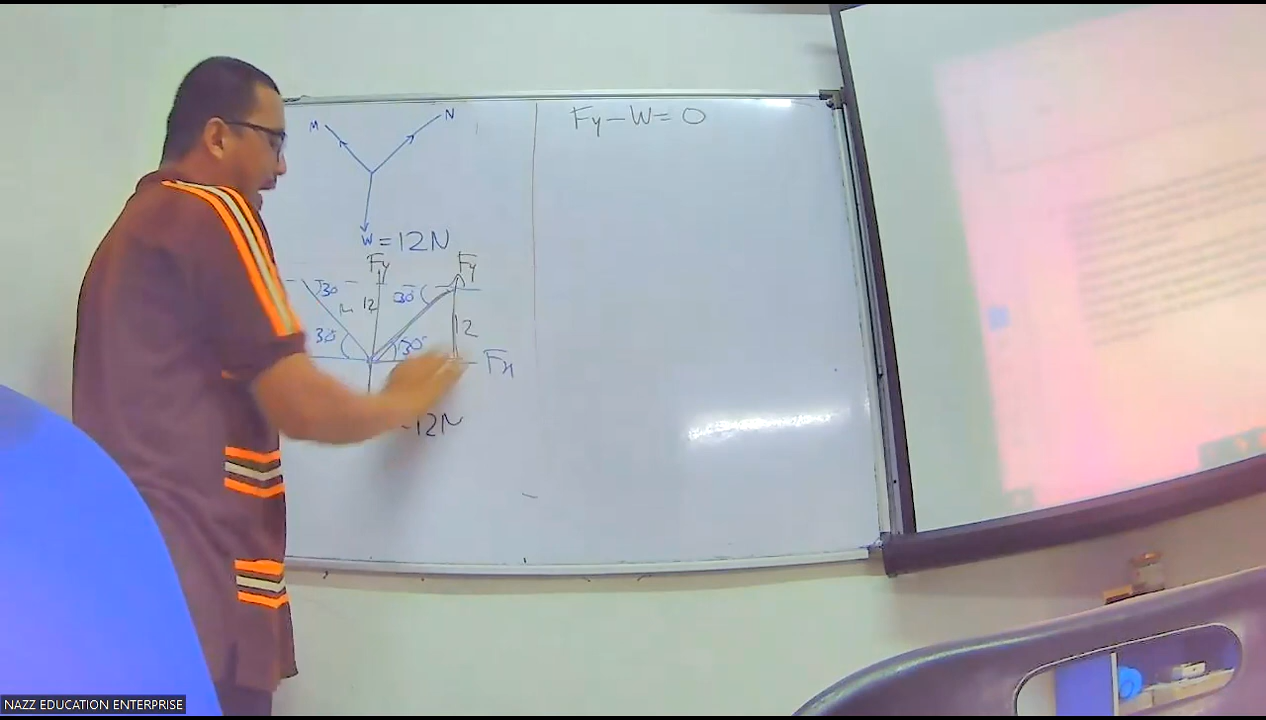 Fy-W=0
M N
W=12N
Fy Fy
30 12 30°
12
30 30°
Fx
-12N
NAZZ EDUCATION ENTERPRISE